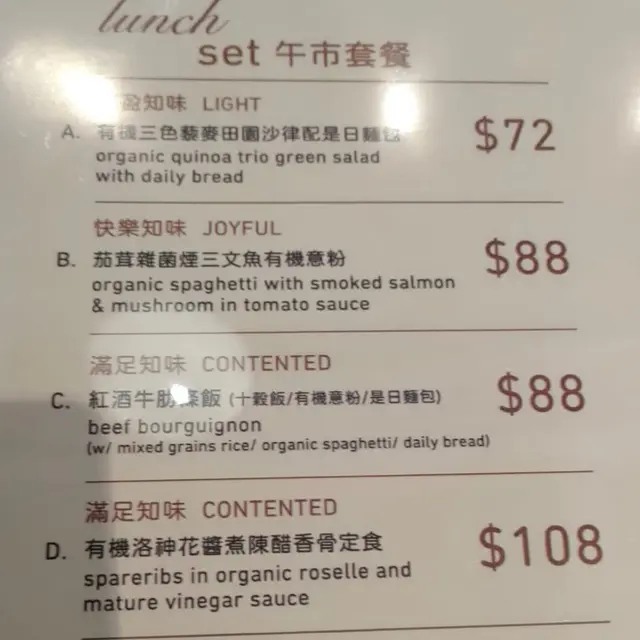 lunch
set 午市套餐
知味 LIGHT
A. 有機三色藜麥田園沙律配是日麵包
organic quinoa trio green salad
with daily bread
$72
快樂知味 JOYFUL
B. 茄茸雜菌煙三文魚有機意粉
organic spaghetti with smoked salmon
& mushroom in tomato sauce
$88
滿足知味 CONTENTED
C. 紅酒牛肋條飯 (十穀飯/有機意粉/是日麵包)
beef bourguignon
(w/ mixed grains rice/ organic spaghetti/ daily bread)
$88
滿足知味 CONTENTED
D. 有機洛神花醬煮陳醋香骨定食
spareribs in organic roselle and
mature vinegar sauce
$108